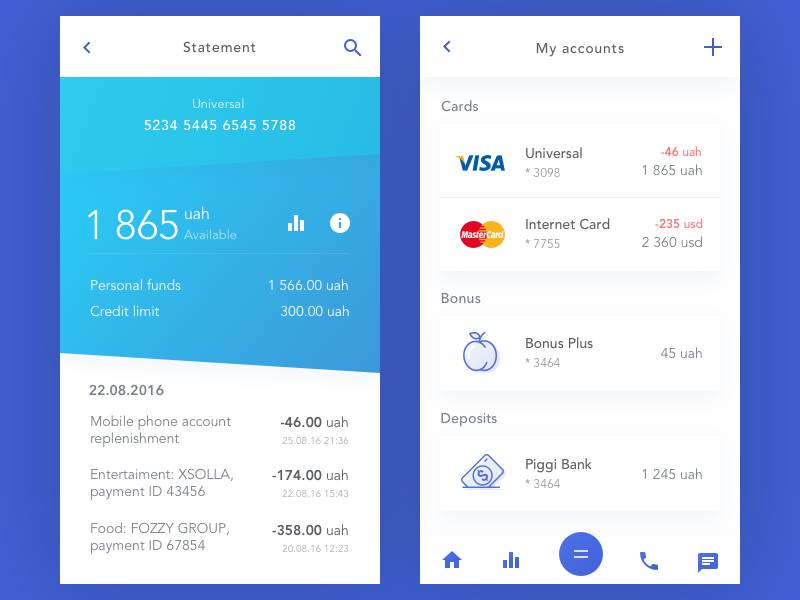 Statement
Universal
5234 5445 6545 5788
1 865 uah
Available
Personal funds 1 566.00 uah
Credit limit 300.00 uah
22.08.2016
Mobile phone account replenishment -46.00 uah
25.08.16 21:36
Entertaiment: XSOLLA, payment ID 43456 -174.00 uah
22.08.16 15:43
Food: FOZZY GROUP, payment ID 67854 -358.00 uah
20.08.16 12:23
My accounts
Cards
VISA Universal -46 uah
* 3098 1 865 uah
MasterCard Internet Card -235 usd
* 7755 2 360 usd
Bonus
Bonus Plus 45 uah
* 3464
Deposits
Piggi Bank 1 245 uah
* 3464